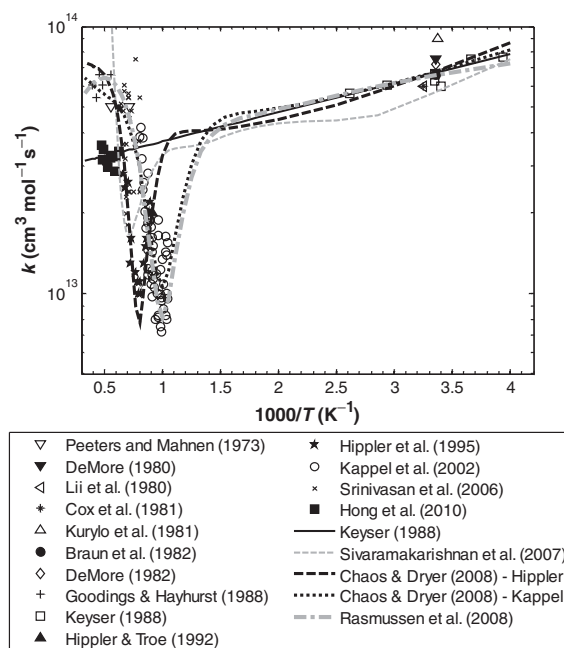 10^14
10^13
k (cm^3 mol^−1 s^−1)
0.5 1 1.5 2 2.5 3 3.5 4
1000/T (K^−1)
Peeters and Mahnen (1973)
DeMore (1980)
Lii et al. (1980)
Cox et al. (1981)
Kurylo et al. (1981)
Braun et al. (1982)
DeMore (1982)
Goodings & Hayhurst (1988)
Keyser (1988)
Hippler & Troe (1992)
Hippler et al. (1995)
Kappel et al. (2002)
Srinivasan et al. (2006)
Hong et al. (2010)
Keyser (1988)
Sivaramakarishnan et al. (2007)
Chaos & Dryer (2008) - Hippler
Chaos & Dryer (2008) - Kappel
Rasmussen et al. (2008)